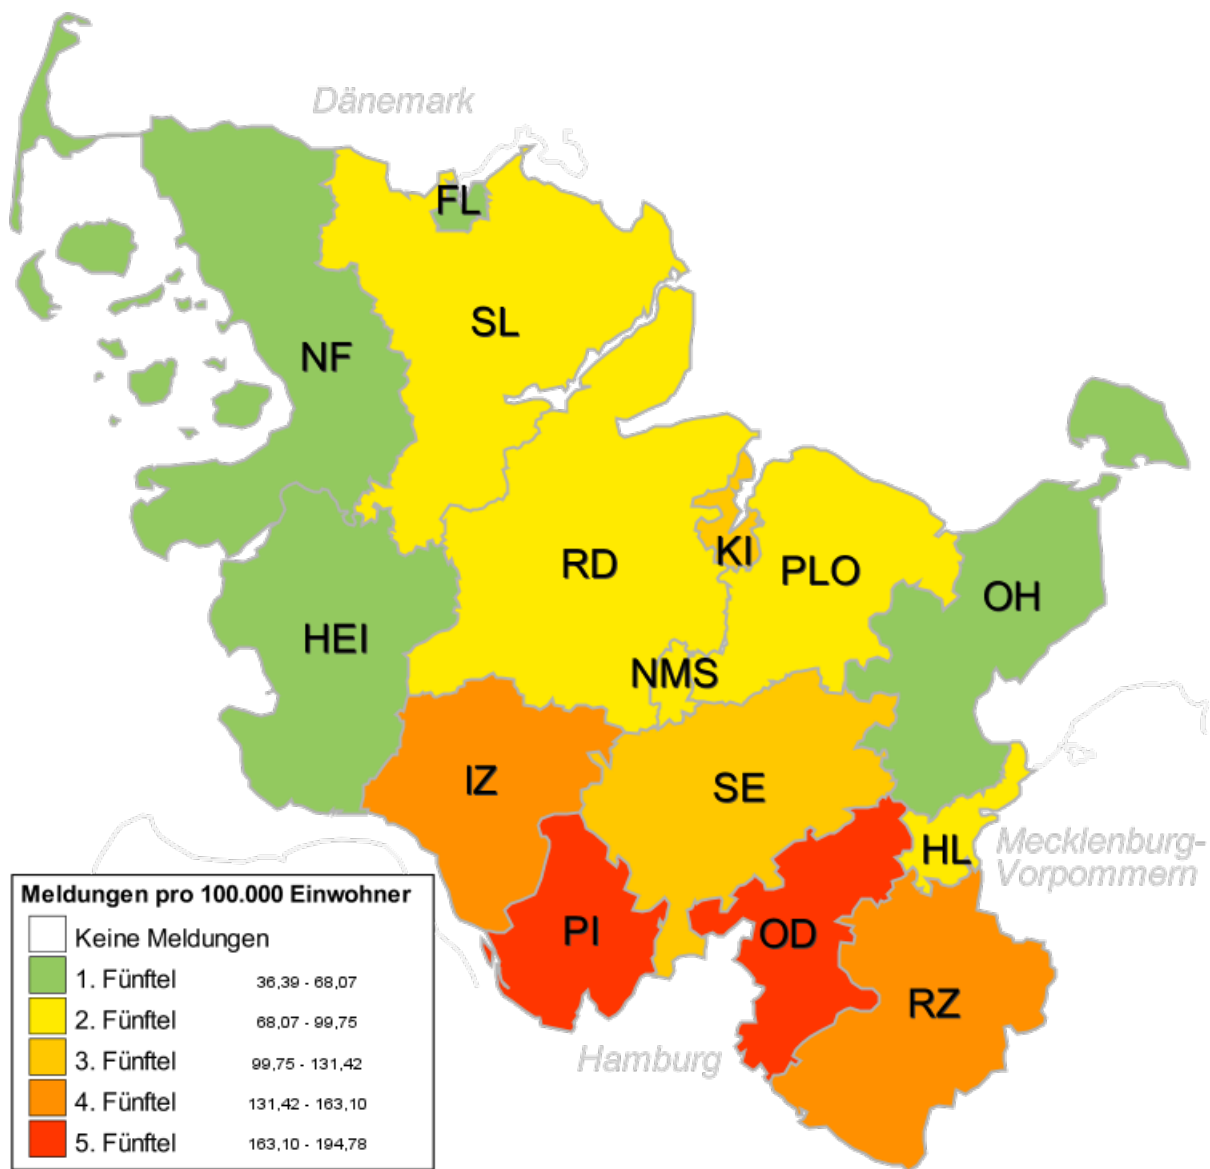 Dänemark
FL
SL
NF
KI
RD
PLO
OH
HEI
NMS
IZ
SE
HL
Mecklenburg-
Vorpommern
PI
OD
RZ
Hamburg
Meldungen pro 100.000 Einwohner
Keine Meldungen
1. Fünftel 36,39 - 68,07
2. Fünftel 68,07 - 99,75
3. Fünftel 99,75 - 131,42
4. Fünftel 131,42 - 163,10
5. Fünftel 163,10 - 194,78